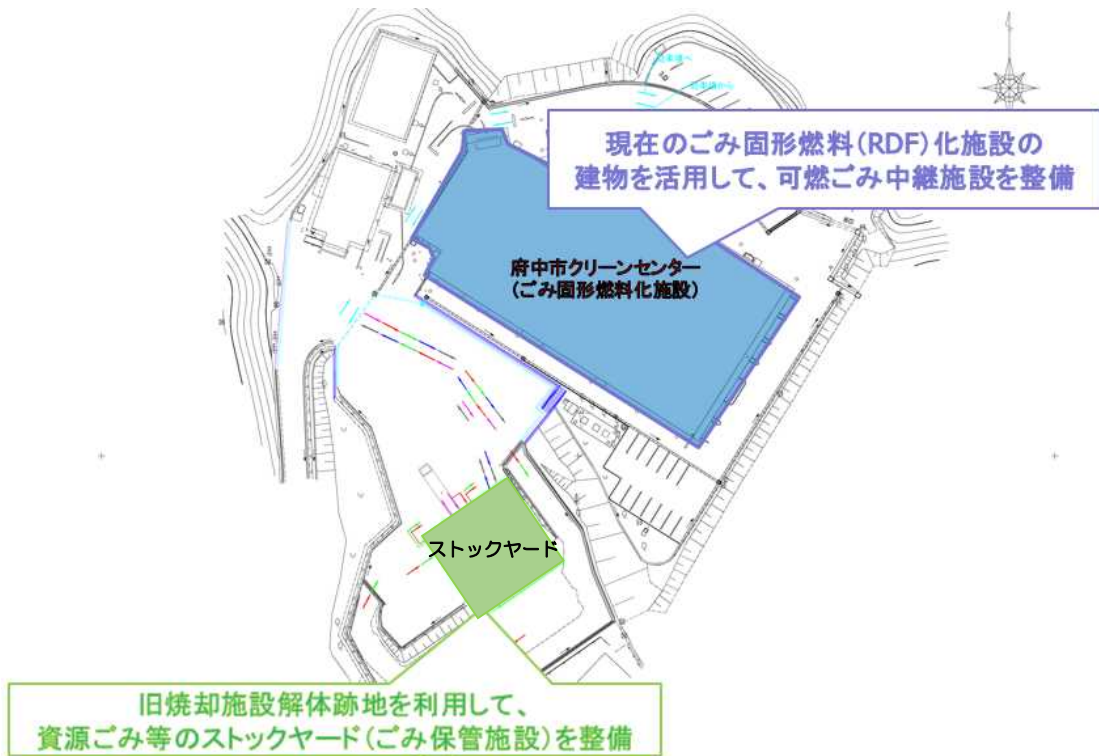 現在のごみ固形燃料(RDF)化施設の
建物を活用して、可燃ごみ中継施設を整備
府中市クリーンセンター
(ごみ固形燃料化施設)
ストックヤード
旧焼却施設解体跡地を利用して、
資源ごみ等のストックヤード(ごみ保管施設)を整備